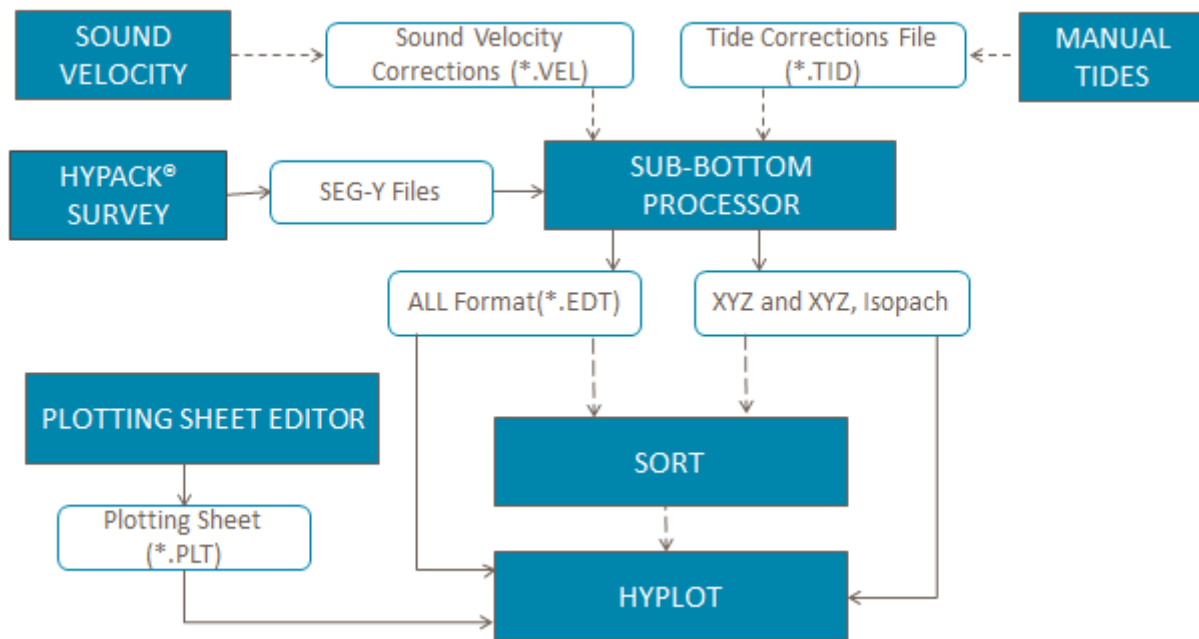 SOUND
VELOCITY
Sound Velocity
Corrections (*.VEL)
Tide Corrections File
(*.TID)
MANUAL
TIDES
HYPACK®
SURVEY
SEG-Y Files
SUB-BOTTOM
PROCESSOR
ALL Format(*.EDT)
XYZ and XYZ, Isopach
PLOTTING SHEET EDITOR
SORT
Plotting Sheet
(*.PLT)
HYPLOT